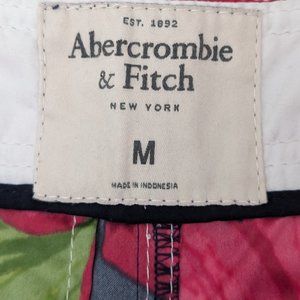 EST. 1892
Abercrombie
& Fitch
NEW YORK
M
MADE IN INDONESIA